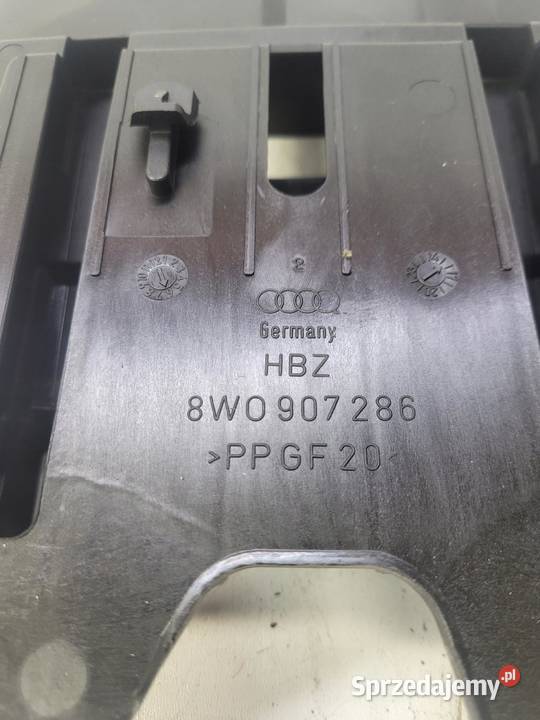 2
Germany
HBZ
8W0 907 286
>PP GF 20<
Sprzedajemy.pl